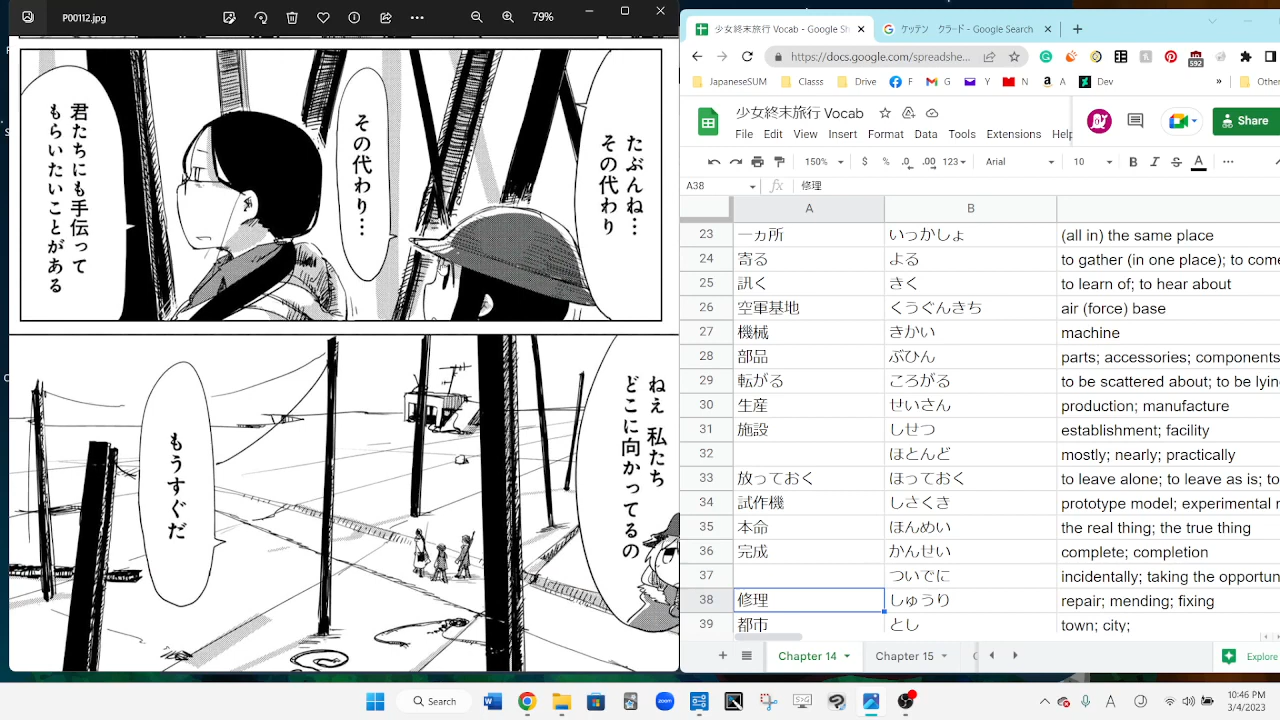 P00112.jpg
79%
たぶんね…
その代わり
その代わり…
君たちにも手伝って
もらいたいことがある
ねえ 私たち
どこに向かってるの
もうすぐだ
少女終末旅行 Vocab - Google Sh
ケッテン クラード - Google Search
https://docs.google.com/spreadshe...
592
JapaneseSUM
Classs
Drive
F
G
Y
M
A
Dev
»
Other
少女終末旅行 Vocab
File Edit View Insert Format Data Tools Extensions Help
Share
150% $ % .0 .00 123 Arial 10 B I S A
A38 fx 修理
A B
23 一ヵ所 いっかしょ (all in) the same place
24 寄る よる to gather (in one place); to come
25 訊く きく to learn of; to hear about
26 空軍基地 くうぐんきち air (force) base
27 機械 きかい machine
28 部品 ぶひん parts; accessories; components
29 転がる ころがる to be scattered about; to be lying
30 生産 せいさん production; manufacture
31 施設 しせつ establishment; facility
32 ほとんど mostly; nearly; practically
33 放っておく ほっておく to leave alone; to leave as is; to
34 試作機 しさくき prototype model; experimental
35 本命 ほんめい the real thing; the true thing
36 完成 かんせい complete; completion
37 ついでに incidentally; taking the opportun
38 修理 しゅうり repair; mending; fixing
39 都市 とし town; city;
Chapter 14 Chapter 15 Explore
Search
zoom
A
10:46 PM
3/4/2023